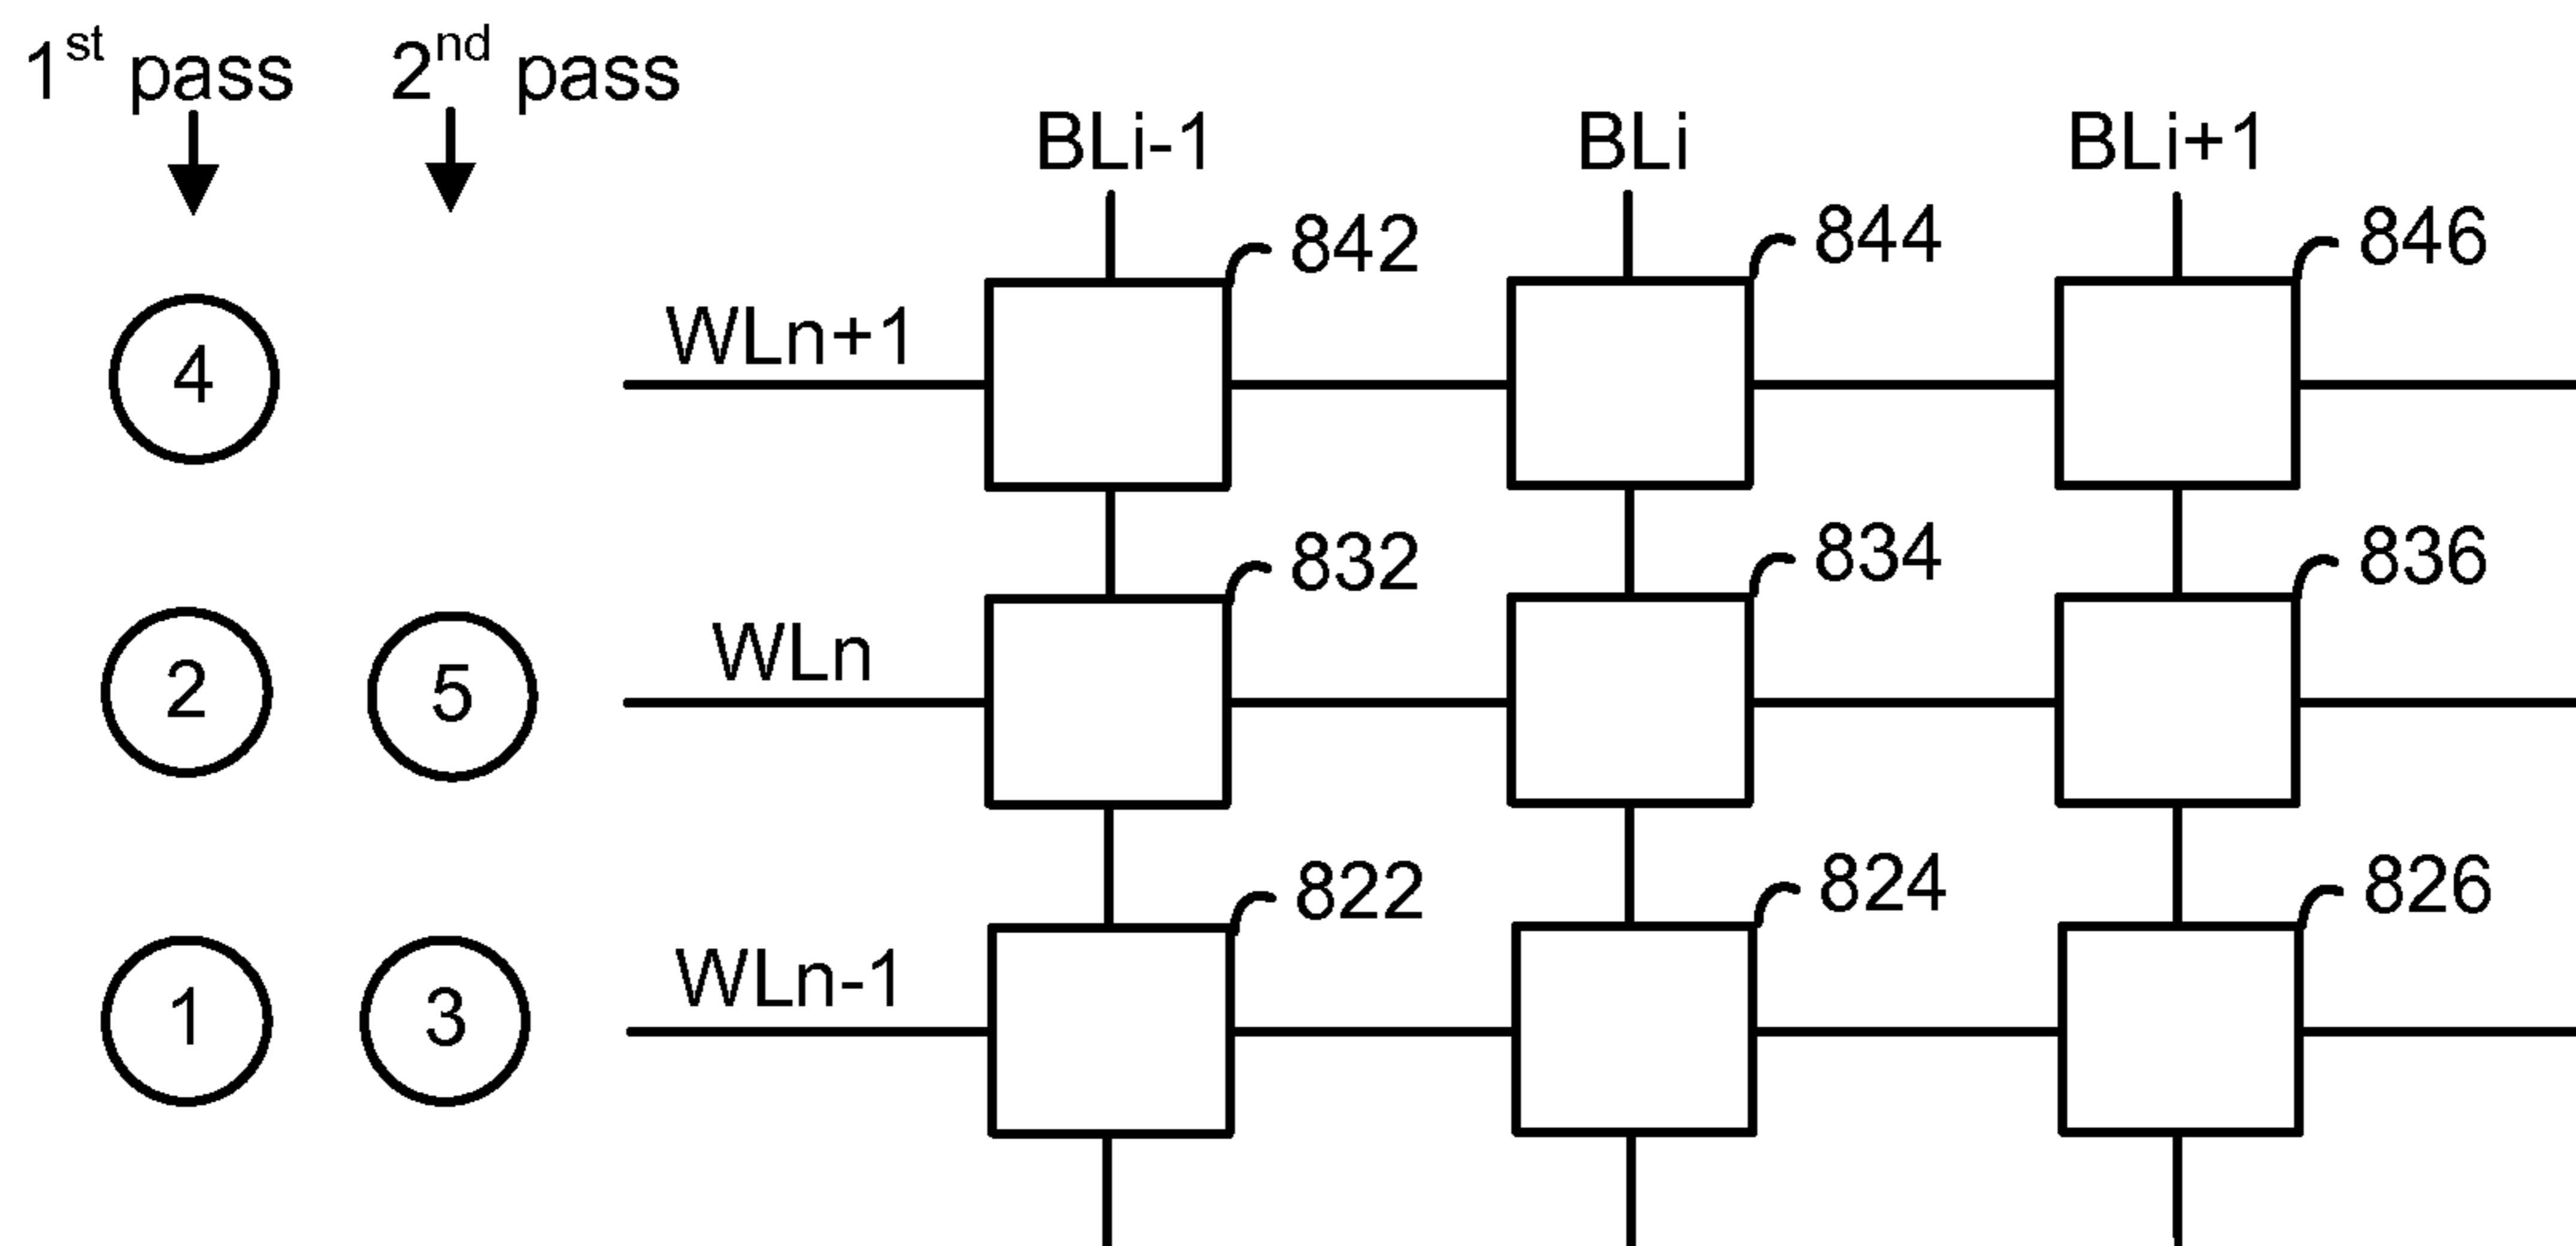 1st pass 2nd pass
BLi-1 BLi BLi+1
842 844 846
4 WLn+1
832 834 836
2 5 WLn
822 824 826
1 3 WLn-1